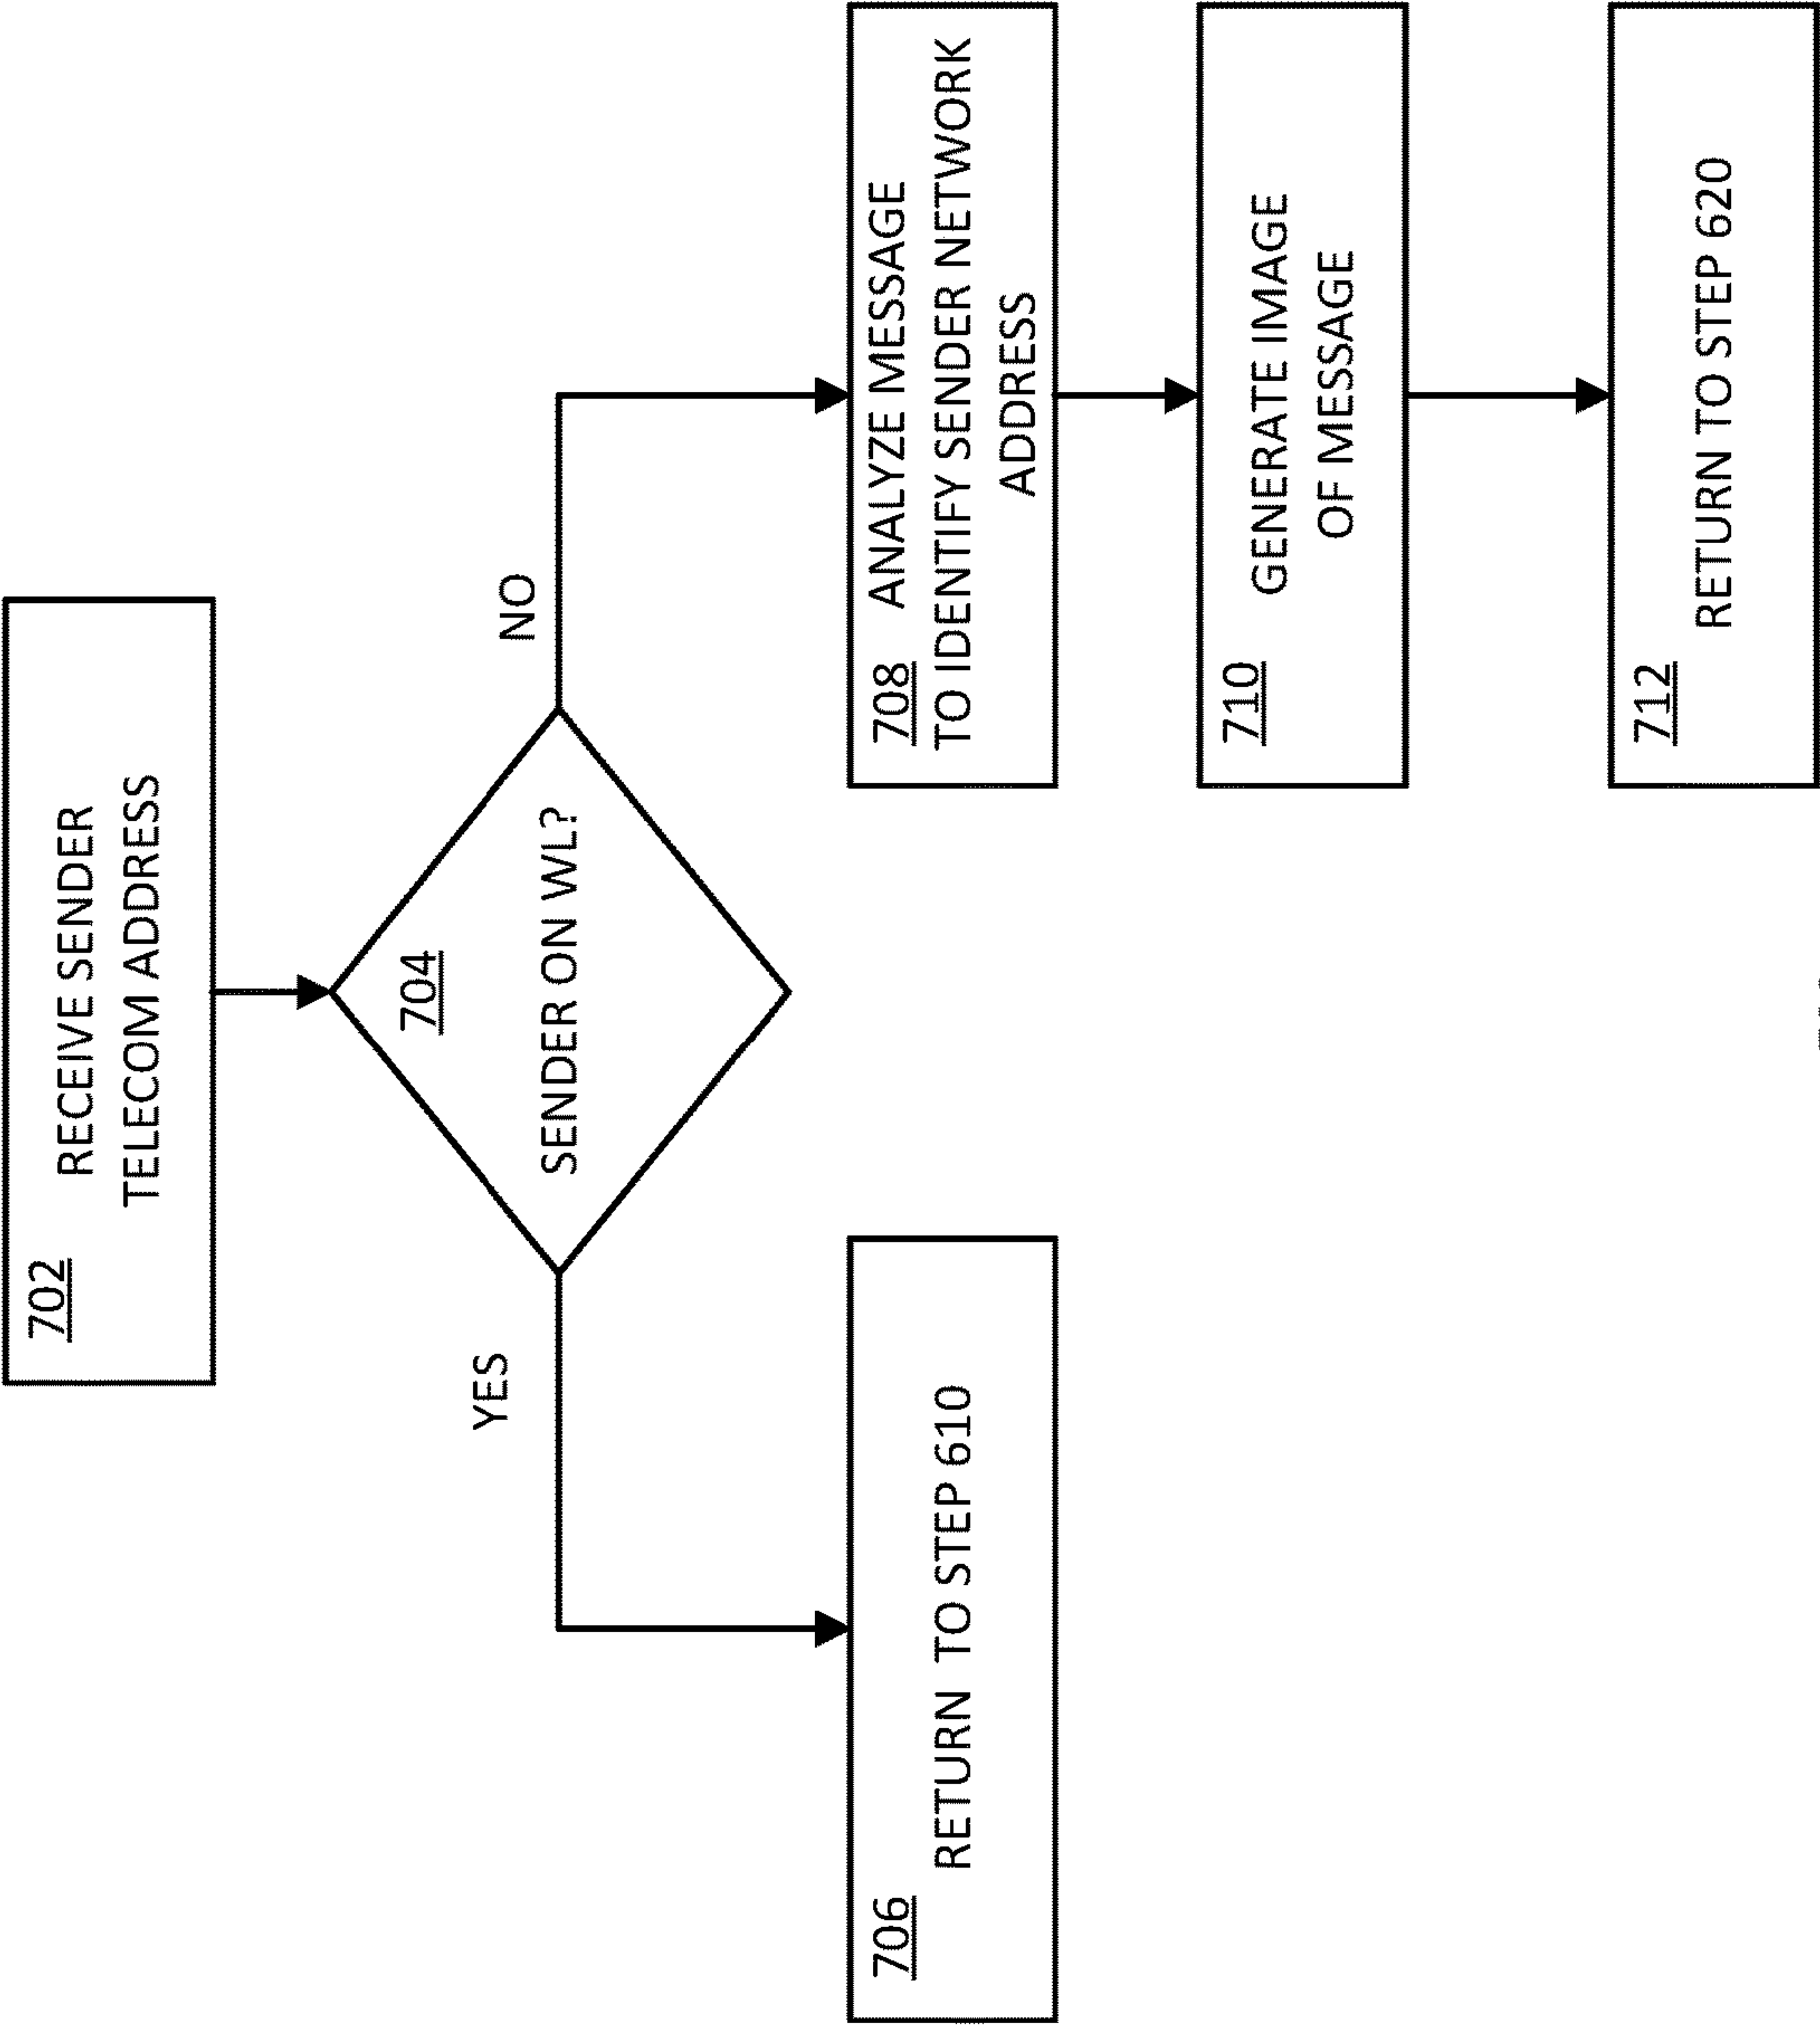 702
RECEIVE SENDER
TELECOM ADDRESS
704
SENDER ON WL?
YES
NO
706
RETURN TO STEP 610
708 ANALYZE MESSAGE
TO IDENTIFY SENDER NETWORK
ADDRESS
710
GENERATE IMAGE
OF MESSAGE
712
RETURN TO STEP 620